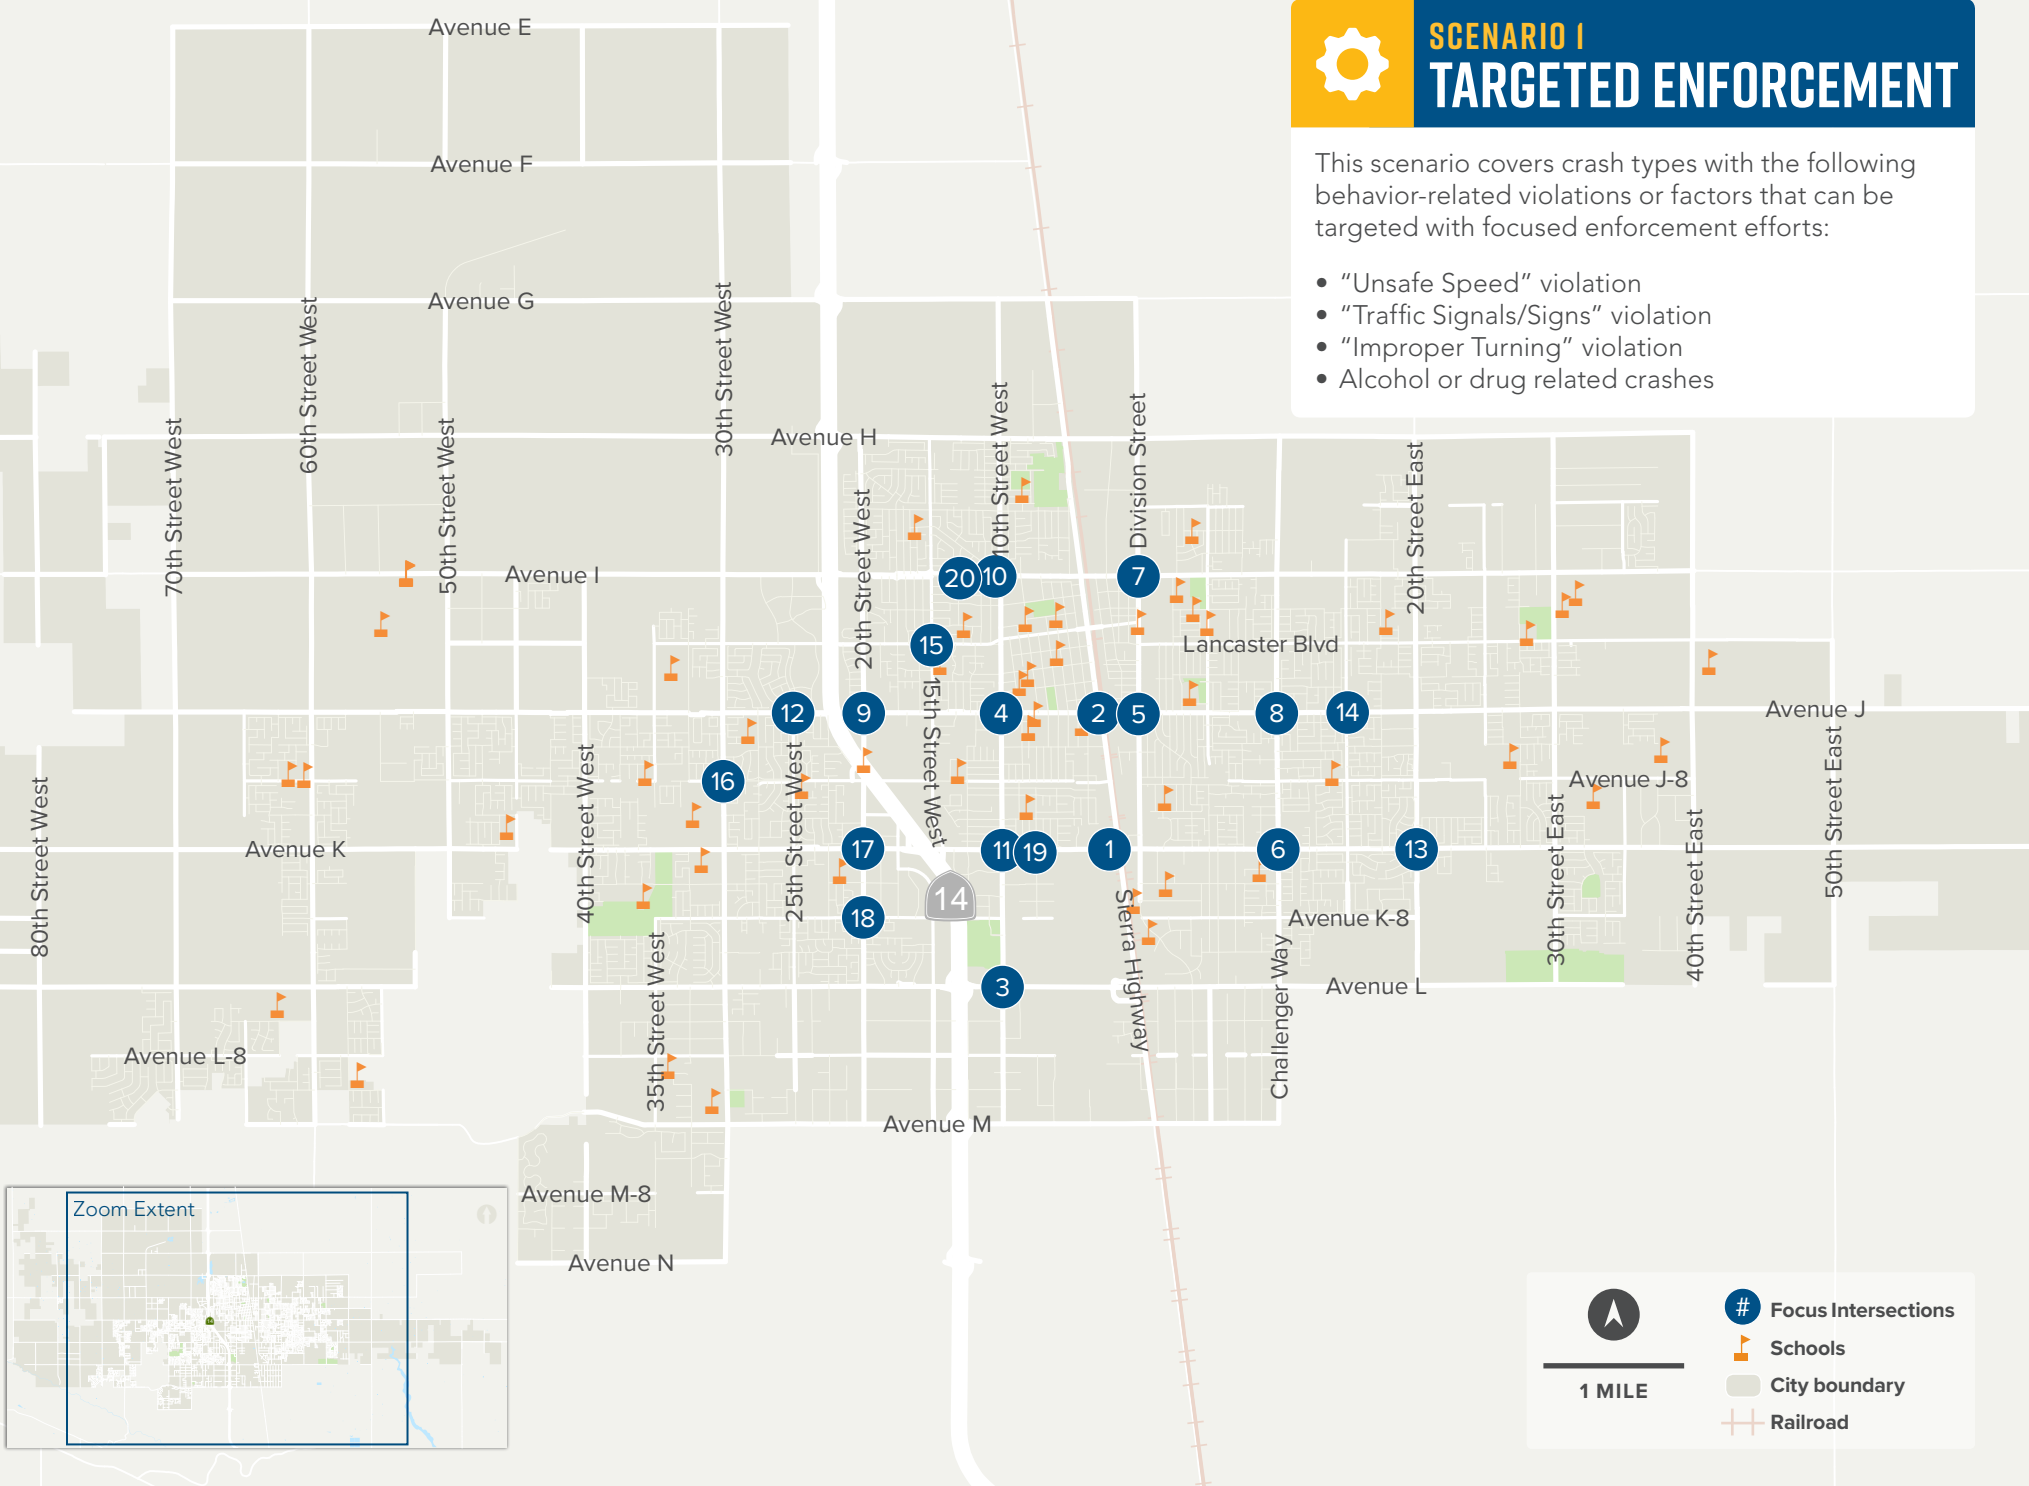 SCENARIO 1
TARGETED ENFORCEMENT
This scenario covers crash types with the following
behavior-related violations or factors that can be
targeted with focused enforcement efforts:
• “Unsafe Speed” violation
• “Traffic Signals/Signs” violation
• “Improper Turning” violation
• Alcohol or drug related crashes
Avenue E
Avenue F
Avenue G
Avenue H
Avenue I
Lancaster Blvd
Avenue J
Avenue J-8
Avenue K
Avenue K-8
Avenue L
Avenue L-8
Avenue M
Avenue M-8
Avenue N
80th Street West
70th Street West
60th Street West
50th Street West
40th Street West
35th Street West
30th Street West
25th Street West
20th Street West
15th Street West
10th Street West
Division Street
Sierra Highway
Challenger Way
20th Street East
30th Street East
40th Street East
50th Street East
20
10
7
15
12
9
4
2
5
8
14
16
17
11
19
1
6
13
14
18
3
Zoom Extent
1 MILE
# Focus Intersections
Schools
City boundary
Railroad